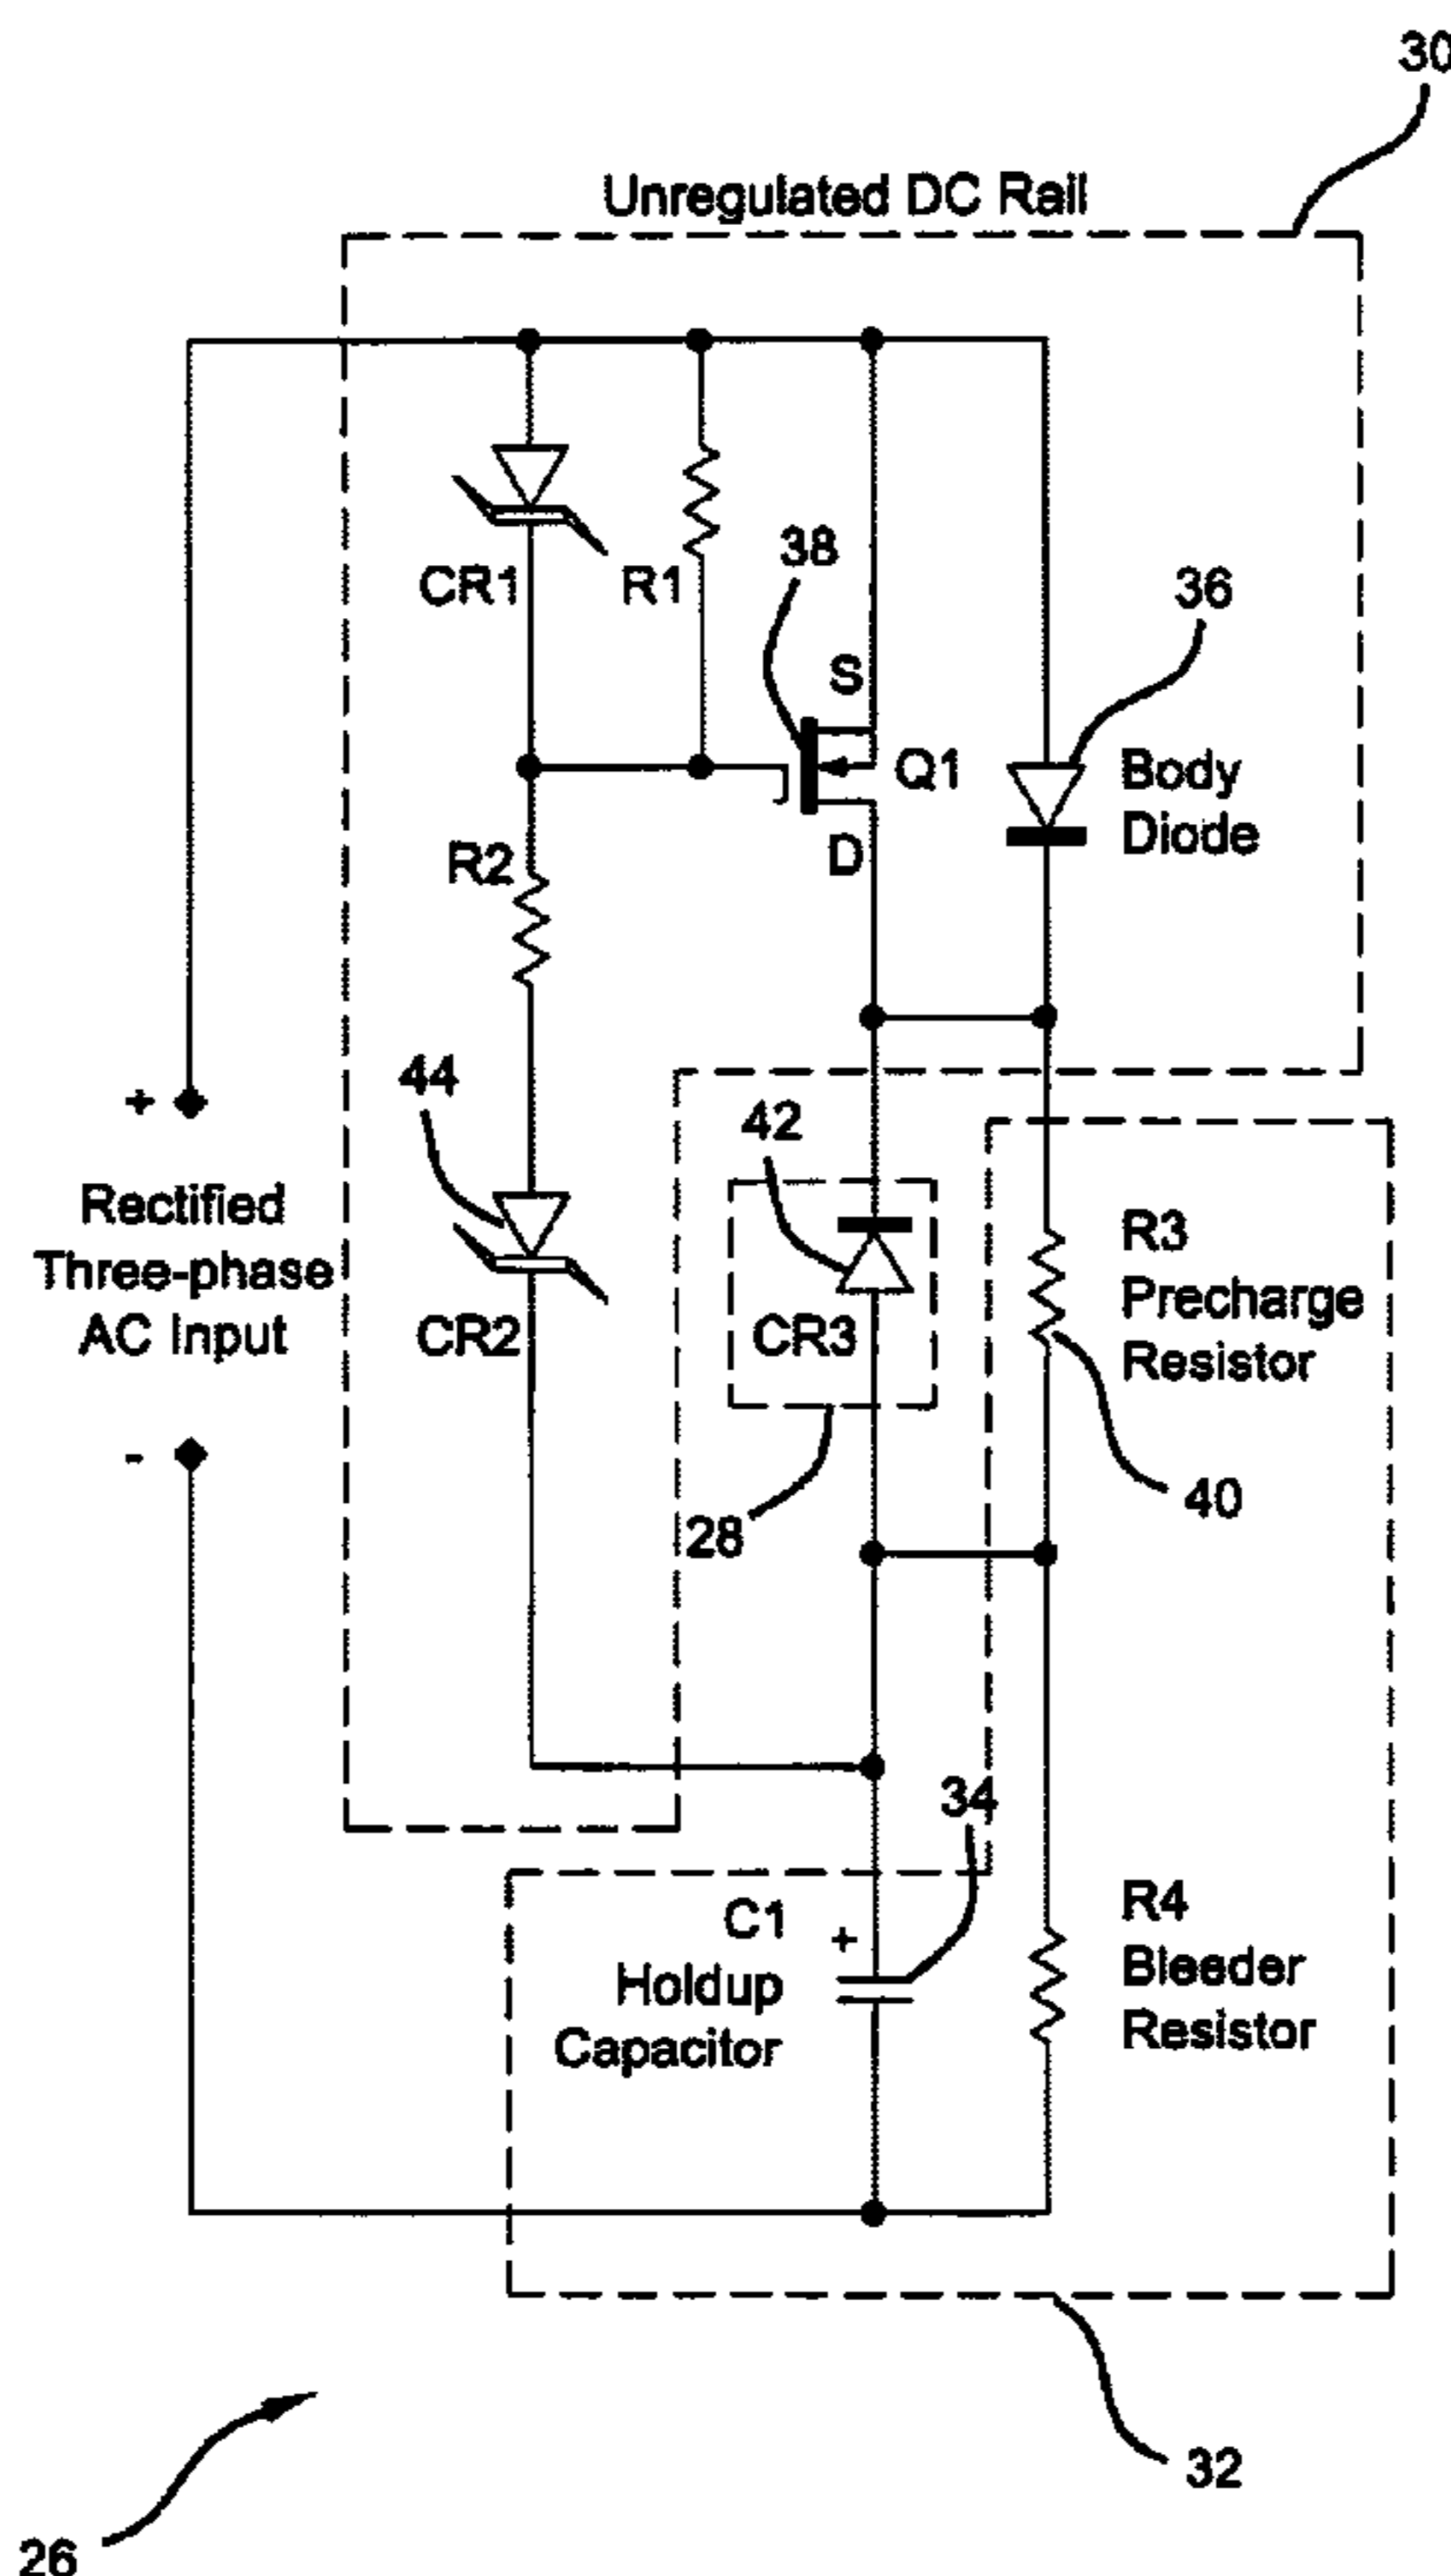 30
Unregulated DC Rail
CR1
R1
38
36
S
Q1
Body
Diode
D
R2
44
42
+
Rectified
Three-phase
AC Input
-
CR2
CR3
R3
Precharge
Resistor
40
28
34
C1
Holdup
Capacitor
+
R4
Bleeder
Resistor
32
26